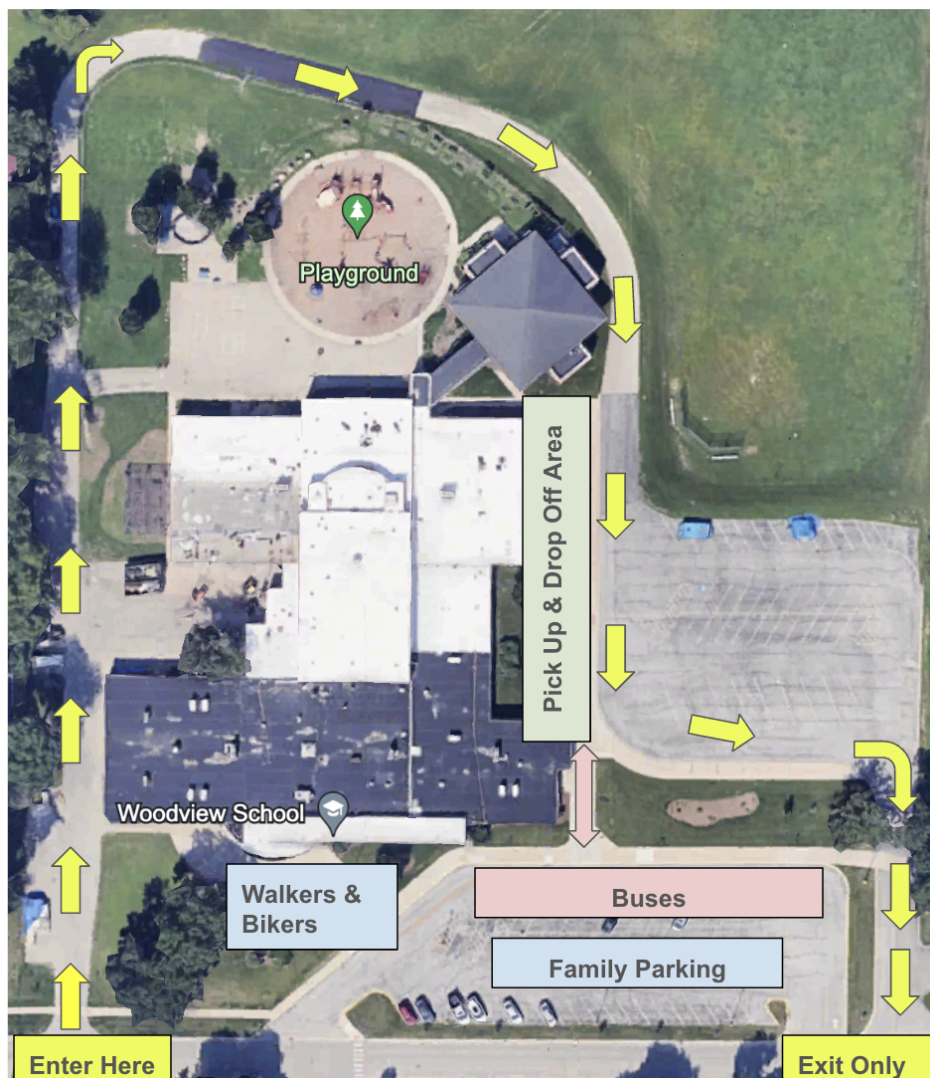 Playground
Pick Up & Drop Off Area
Woodview School
Walkers &
Bikers
Buses
Family Parking
Enter Here
Exit Only